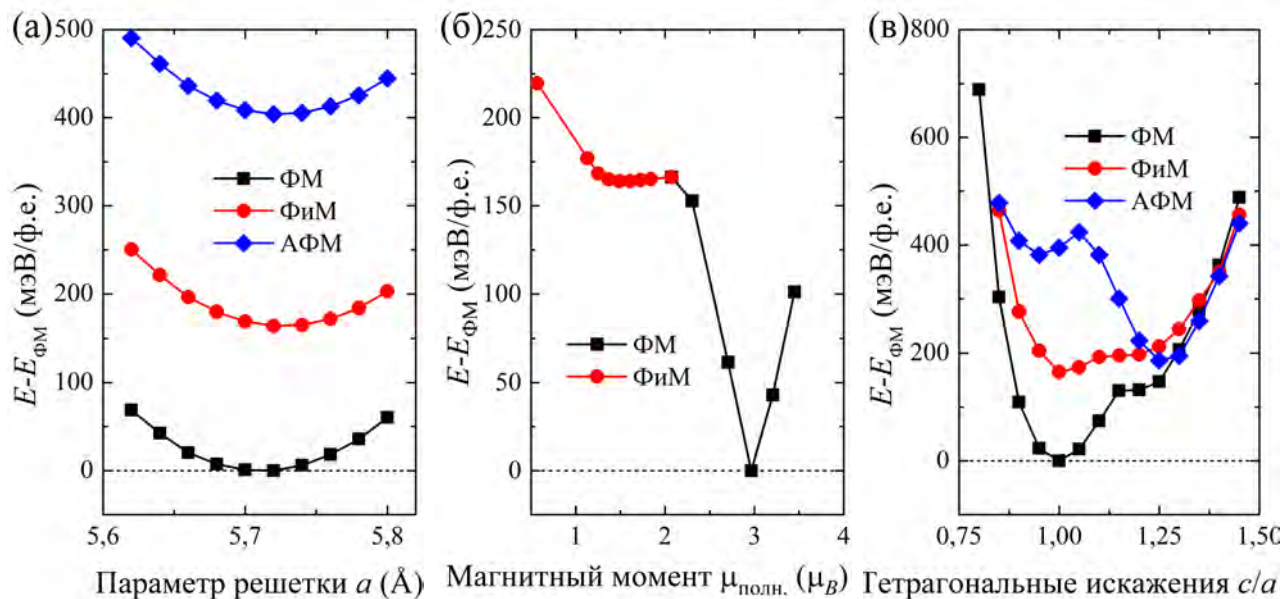 (а)
500
400
300
200
100
0
E-EФМ (мэВ/ф.е.)
ФМ
ФиМ
АФМ
5,6
5,7
5,8
Параметр решетки a (Å)
(б)
250
200
150
100
50
0
E-EФМ (мэВ/ф.е.)
ФМ
ФиМ
1
2
3
4
Магнитный момент μполн. (μB)
(в)
800
600
400
200
0
E-EФМ (мэВ/ф.е.)
ФМ
ФиМ
АФМ
0,75
1,00
1,25
1,50
Гетрагональные искажения c/a